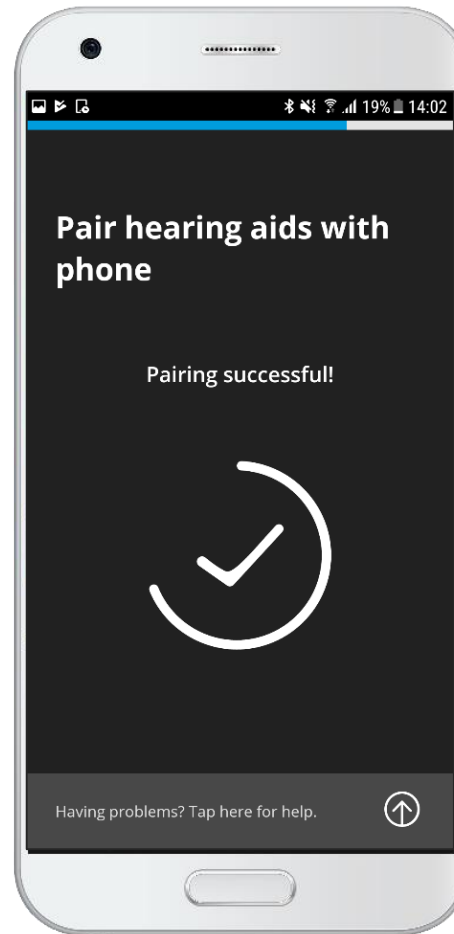 19% 14:02
Pair hearing aids with
phone
Pairing successful!
Having problems? Tap here for help.